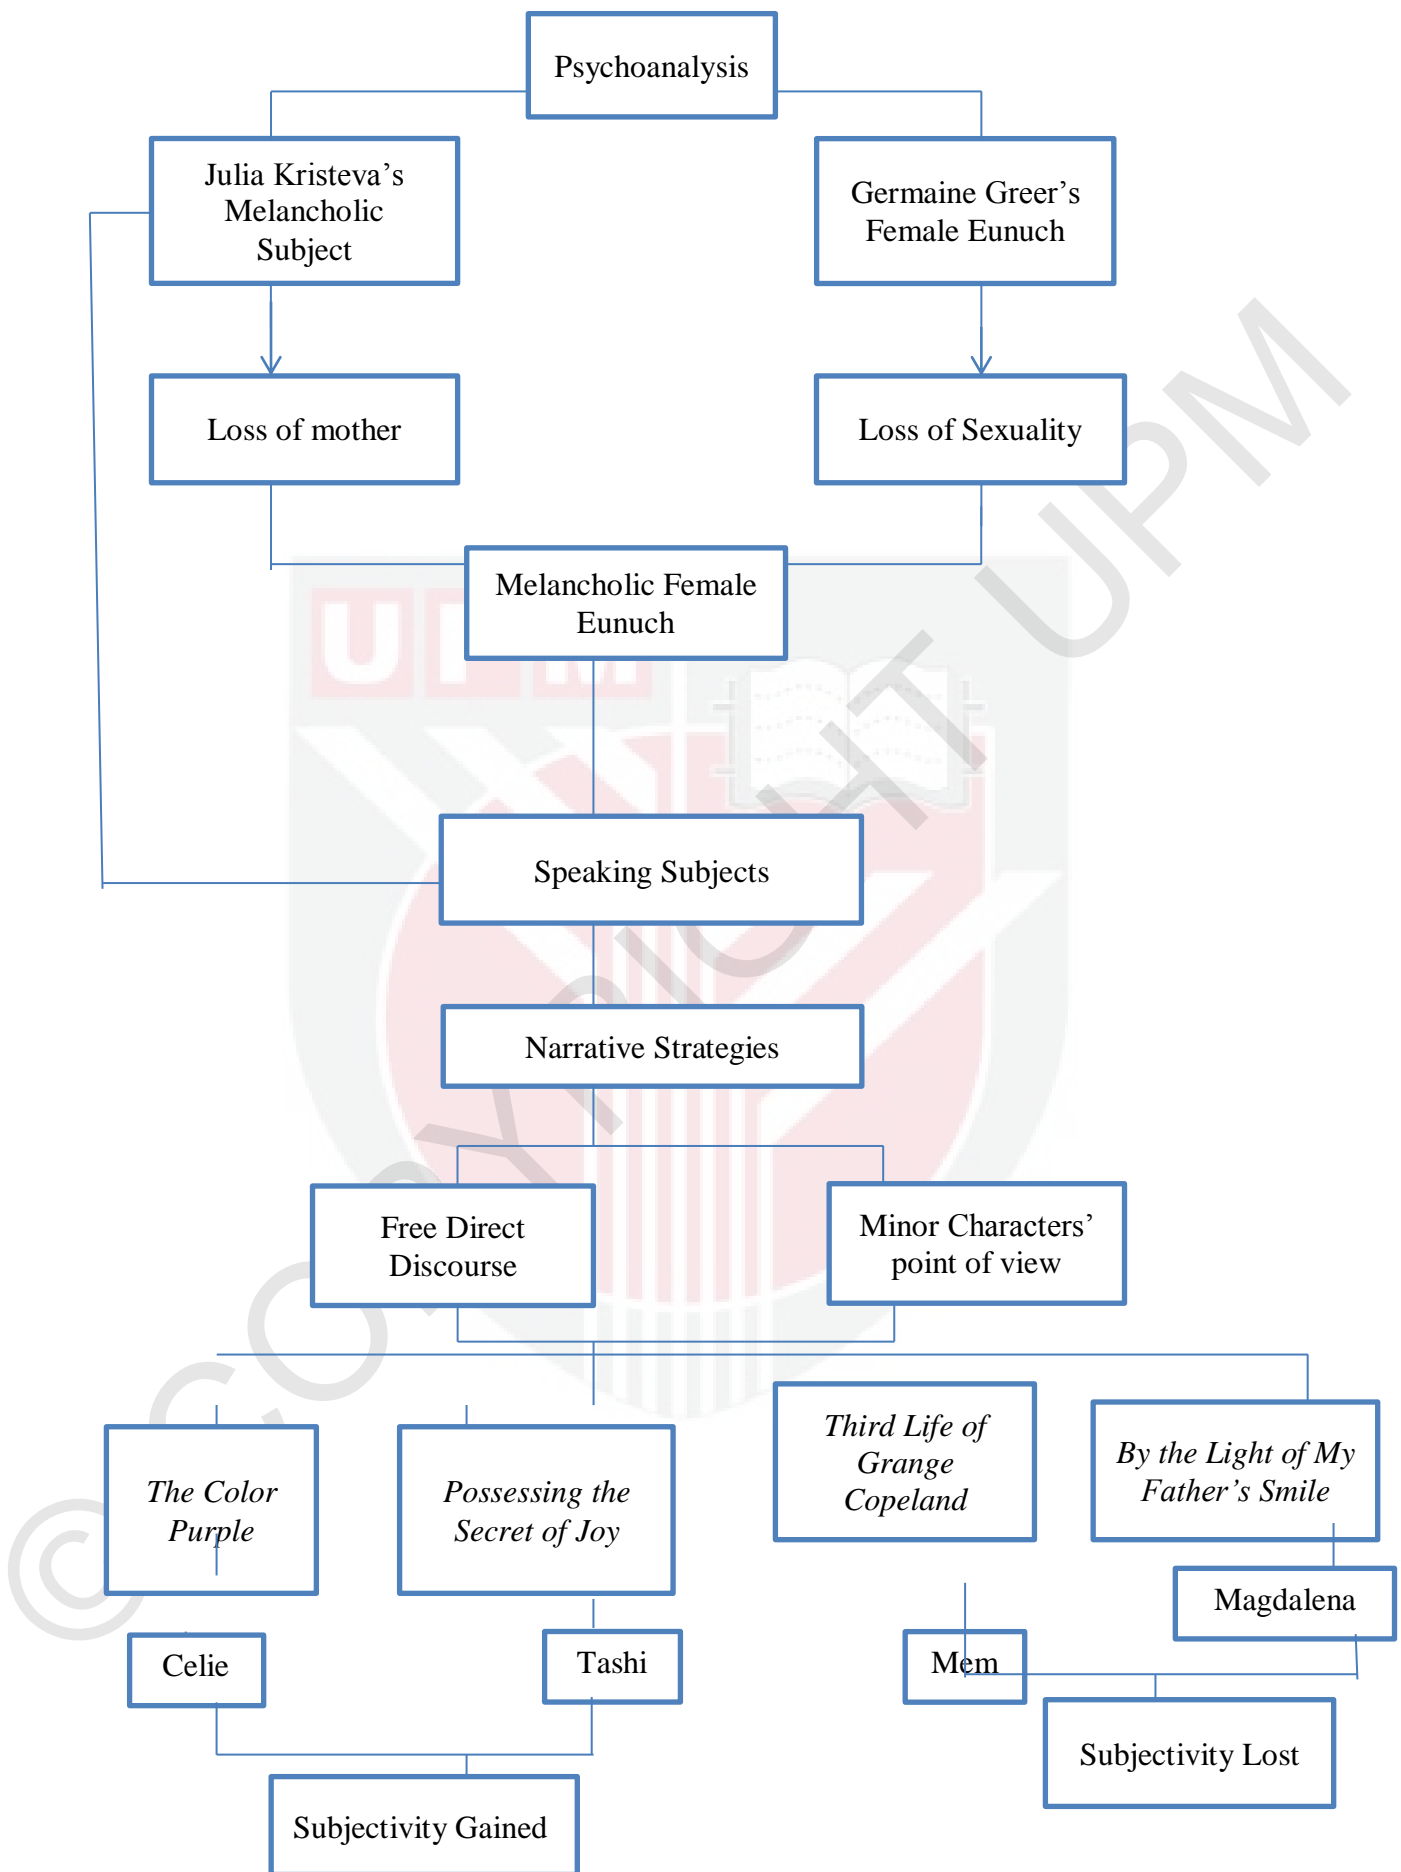 Psychoanalysis
Julia Kristeva’s
Melancholic
Subject
Germaine Greer’s
Female Eunuch
Loss of mother
Loss of Sexuality
Melancholic Female
Eunuch
UPM
Speaking Subjects
Narrative Strategies
Free Direct
Discourse
Minor Characters’
point of view
The Color
Purple
Possessing the
Secret of Joy
Third Life of
Grange
Copeland
By the Light of My
Father’s Smile
Celie
Tashi
Mem
Magdalena
Subjectivity Gained
Subjectivity Lost
© COPYRIGHT UPM